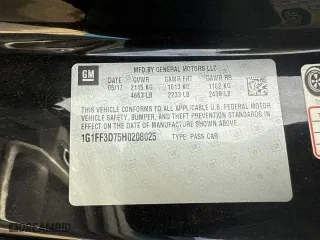 GM
MFD BY GENERAL MOTORS LLC
DATE GVWR GAWR FRT GAWR RR
05/17 2115 KG 1013 KG 1102 KG
4663 LB 2233 LB 2430 LB
THIS VEHICLE CONFORMS TO ALL APPLICABLE U.S. FEDERAL MOTOR
VEHICLE SAFETY, BUMPER, AND THEFT PREVENTION STANDARDS IN
EFFECT ON THE DATE OF MANUFACTURE SHOWN ABOVE.
1G1FF3D75H0208025 TYPE: PASS CAR